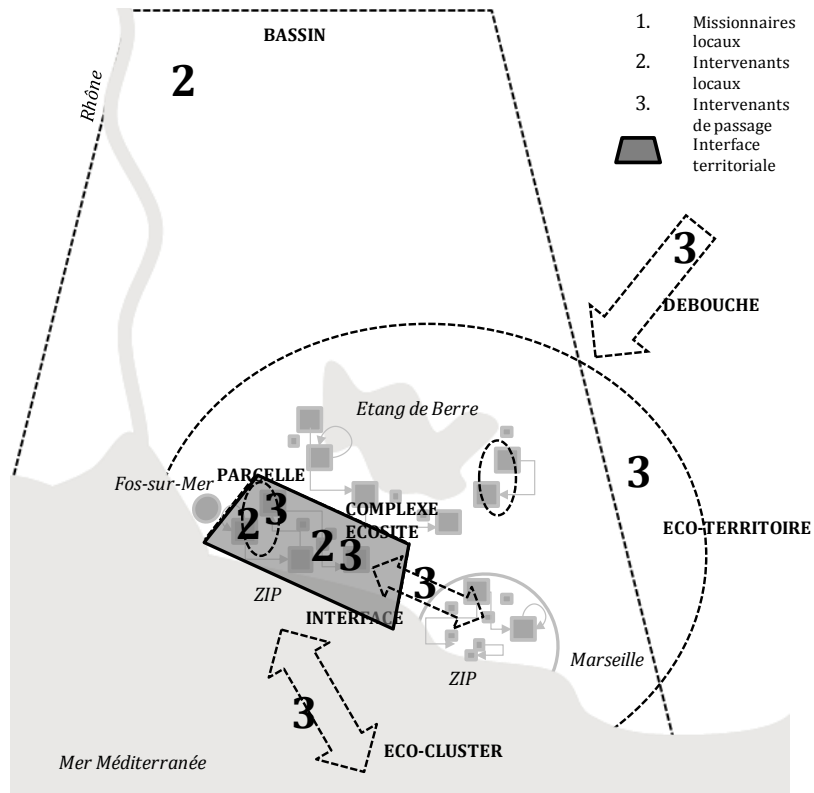 BASSIN
2
Rhône
1. Missionnaires
locaux
2. Intervenants
locaux
3. Intervenants
de passage
Interface
territoriale
3
DEBOUCHE
Etang de Berre
3
Fos-sur-Mer
PARCELLE
COMPLEXE
ECOSITE
ECO-TERRITOIRE
2
3
2
3
3
ZIP
INTERFACE
ZIP
Marseille
3
ECO-CLUSTER
Mer Méditerranée